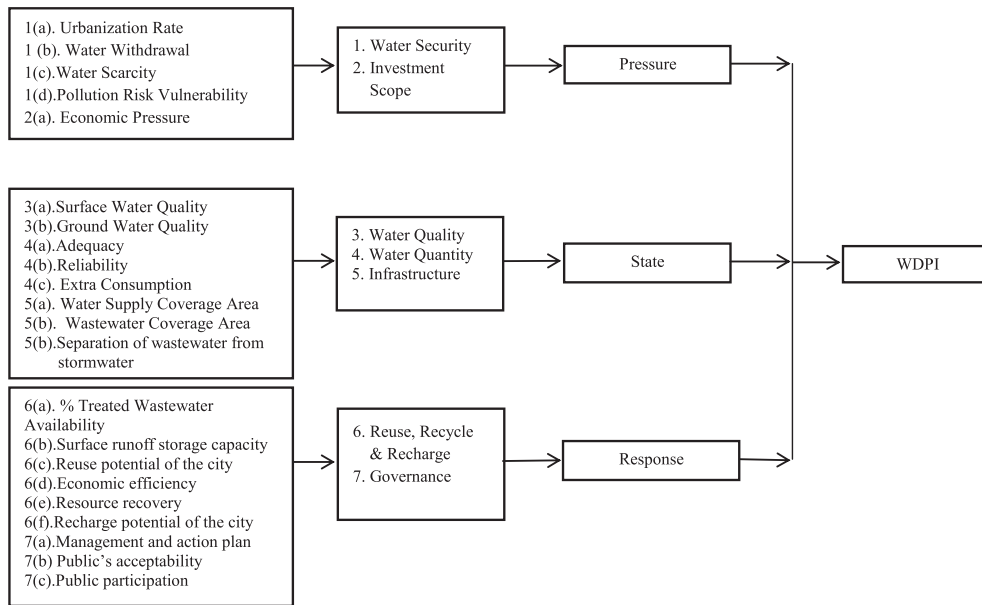 1(a). Urbanization Rate
1 (b). Water Withdrawal
1(c).Water Scarcity
1(d).Pollution Risk Vulnerability
2(a). Economic Pressure
1. Water Security
2. Investment
Scope
Pressure
3(a).Surface Water Quality
3(b).Ground Water Quality
4(a).Adequacy
4(b).Reliability
4(c). Extra Consumption
5(a). Water Supply Coverage Area
5(b). Wastewater Coverage Area
5(b).Separation of wastewater from
stormwater
3. Water Quality
4. Water Quantity
5. Infrastructure
State
WDPI
6(a). % Treated Wastewater
Availability
6(b).Surface runoff storage capacity
6(c).Reuse potential of the city
6(d).Economic efficiency
6(e).Resource recovery
6(f).Recharge potential of the city
7(a).Management and action plan
7(b) Public’s acceptability
7(c).Public participation
6. Reuse, Recycle
& Recharge
7. Governance
Response